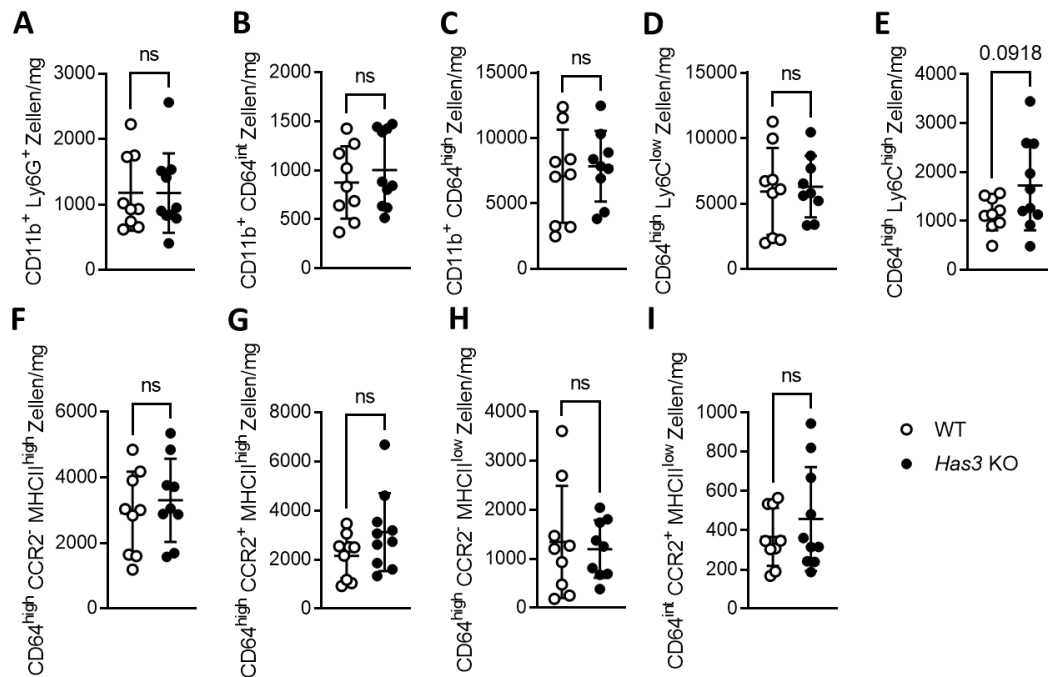 A
CD11b⁺ Ly6G⁺ Zellen/mg
3000
2000
1000
0
ns
B
CD11b⁺ CD64ⁱⁿᵗ Zellen/mg
2000
1500
1000
500
0
ns
C
CD11b⁺ CD64ʰⁱᵍʰ Zellen/mg
15000
10000
5000
0
ns
D
CD64ʰⁱᵍʰ Ly6Cˡᵒʷ Zellen/mg
15000
10000
5000
0
ns
E
CD64ʰⁱᵍʰ Ly6Cʰⁱᵍʰ Zellen/mg
4000
3000
2000
1000
0
0.0918
F
CD64ʰⁱᵍʰ CCR2⁻ MHCIIʰⁱᵍʰ Zellen/mg
6000
4000
2000
0
ns
G
CD64ʰⁱᵍʰ CCR2⁺ MHCIIʰⁱᵍʰ Zellen/mg
8000
6000
4000
2000
0
ns
H
CD64ʰⁱᵍʰ CCR2⁻ MHCIIˡᵒʷ Zellen/mg
4000
3000
2000
1000
0
ns
I
CD64ⁱⁿᵗ CCR2⁺ MHCIIˡᵒʷ Zellen/mg
1000
800
600
400
200
0
ns
WT
Has3 KO